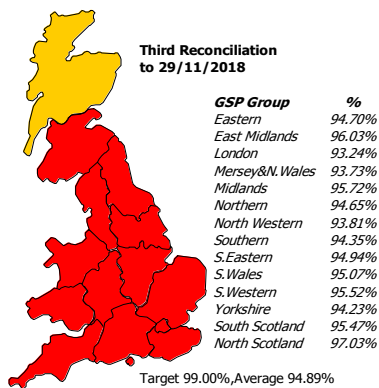 Third Reconciliation
to 29/11/2018
GSP Group %
Eastern 94.70%
East Midlands 96.03%
London 93.24%
Mersey&N.Wales 93.73%
Midlands 95.72%
Northern 94.65%
North Western 93.81%
Southern 94.35%
S.Eastern 94.94%
S.Wales 95.07%
S.Western 95.52%
Yorkshire 94.23%
South Scotland 95.47%
North Scotland 97.03%
Target 99.00%,Average 94.89%